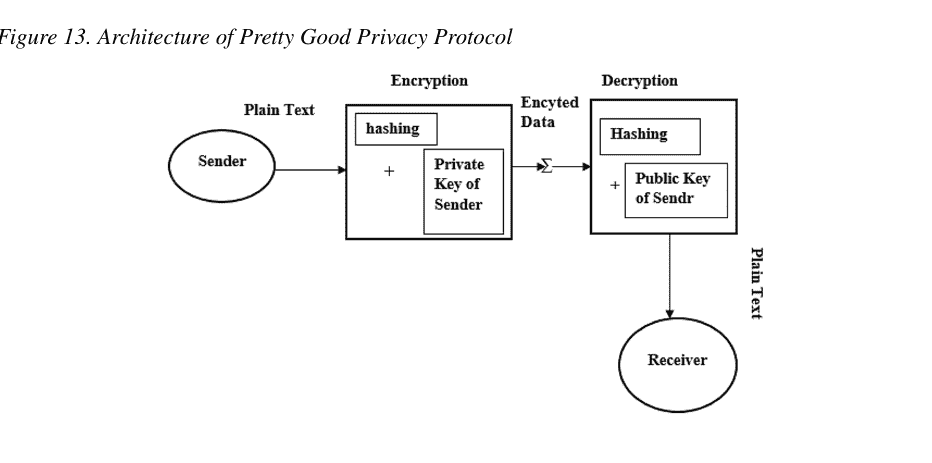 Figure 13. Architecture of Pretty Good Privacy Protocol
Encryption
Decryption
Plain Text
Encyted
Data
hashing
Hashing
Sender
+
Private
Key of
Sender
Σ
+
Public Key
of Sendr
Plain Text
Receiver